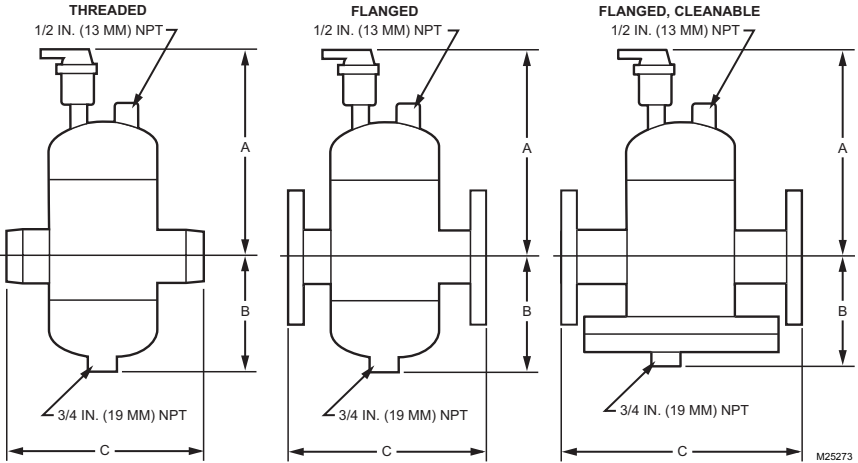 THREADED
1/2 IN. (13 MM) NPT
A
B
3/4 IN. (19 MM) NPT
C
FLANGED
1/2 IN. (13 MM) NPT
A
B
3/4 IN. (19 MM) NPT
C
FLANGED, CLEANABLE
1/2 IN. (13 MM) NPT
A
B
3/4 IN. (19 MM) NPT
C
M25273